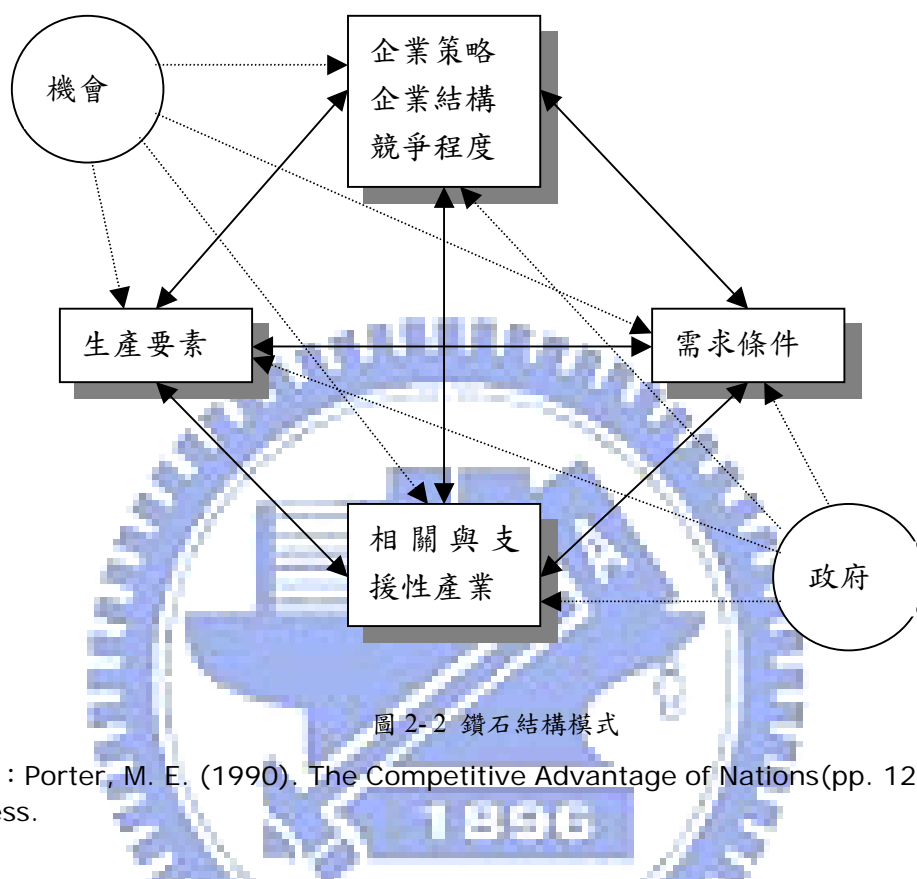 機會
企業策略
企業結構
競爭程度
生產要素
需求條件
相關與支
援性產業
政府
圖 2-2 鑽石結構模式
：Porter, M. E. (1990). The Competitive Advantage of Nations(pp. 12
ess.
1896